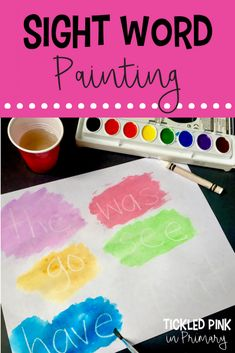 SIGHT WORD
Painting
the was
go see
have
TICKLED PINK
in Primary